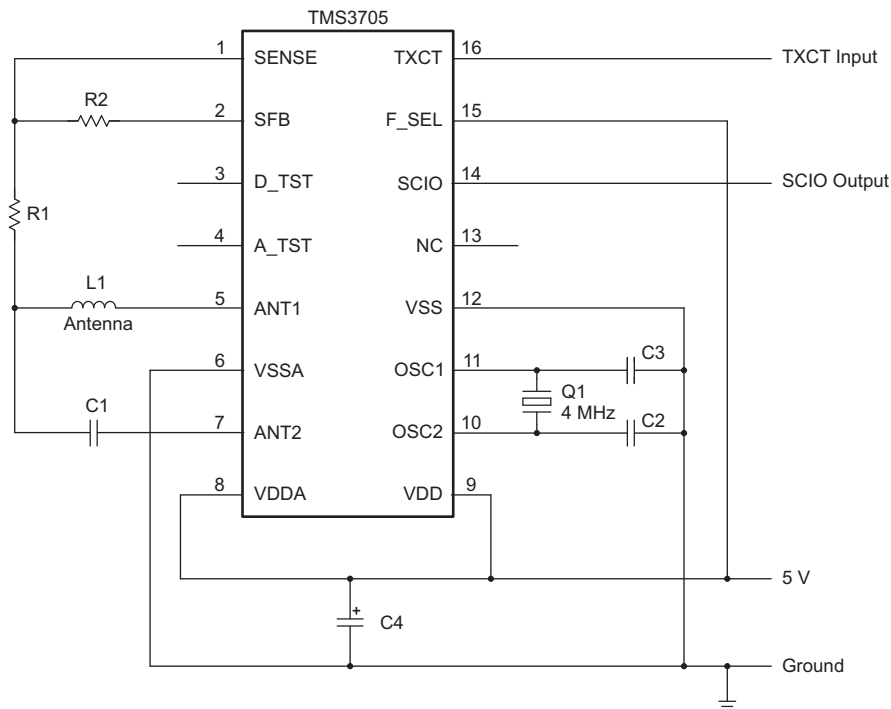 TMS3705
1 SENSE TXCT 16 TXCT Input
R2
2 SFB F_SEL 15
3 D_TST SCIO 14 SCIO Output
R1
4 A_TST NC 13
L1
Antenna
5 ANT1 VSS 12
6 VSSA OSC1 11 C3
Q1
4 MHz
C1
7 ANT2 OSC2 10 C2
8 VDDA VDD 9
5 V
+
C4
Ground